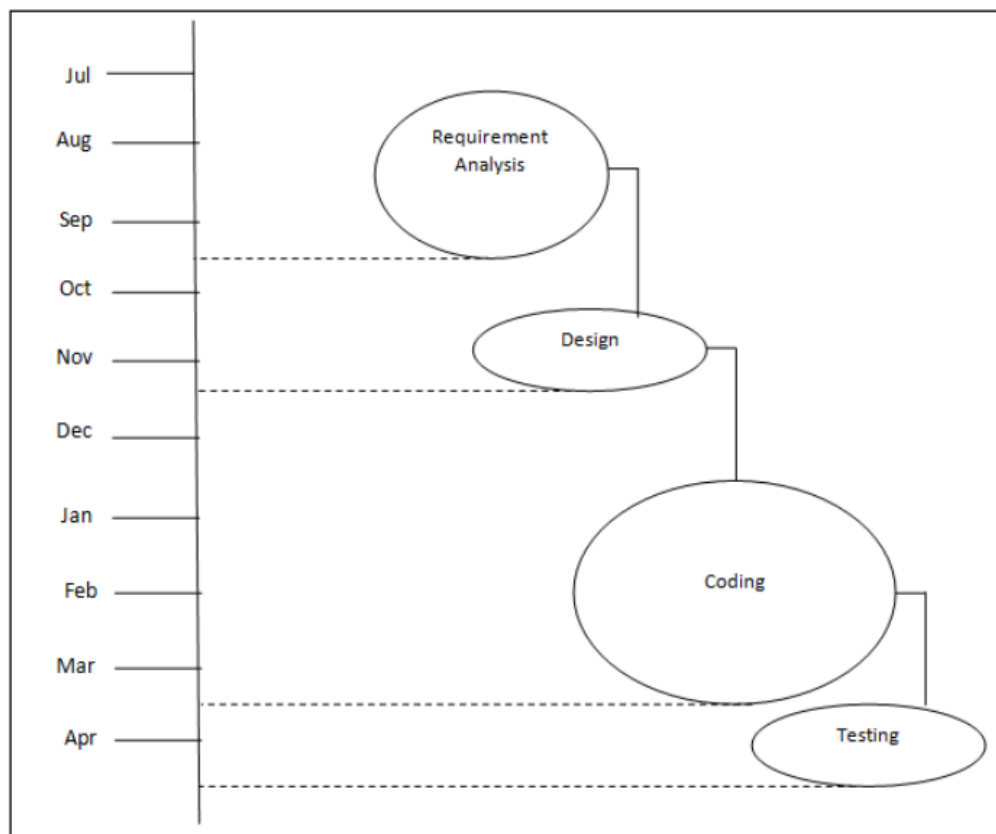 Jul
Aug
Requirement
Analysis
Sep
Oct
Design
Nov
Dec
Jan
Coding
Feb
Mar
Testing
Apr